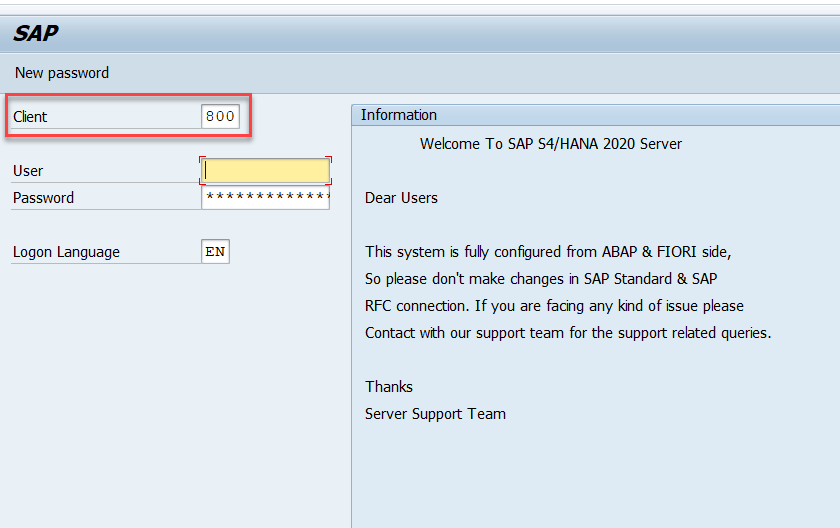 SAP
New password
Client 800
User
Password *************
Logon Language EN
Information
Welcome To SAP S4/HANA 2020 Server
Dear Users
This system is fully configured from ABAP & FIORI side,
So please don't make changes in SAP Standard & SAP
RFC connection. If you are facing any kind of issue please
Contact with our support team for the support related queries.
Thanks
Server Support Team